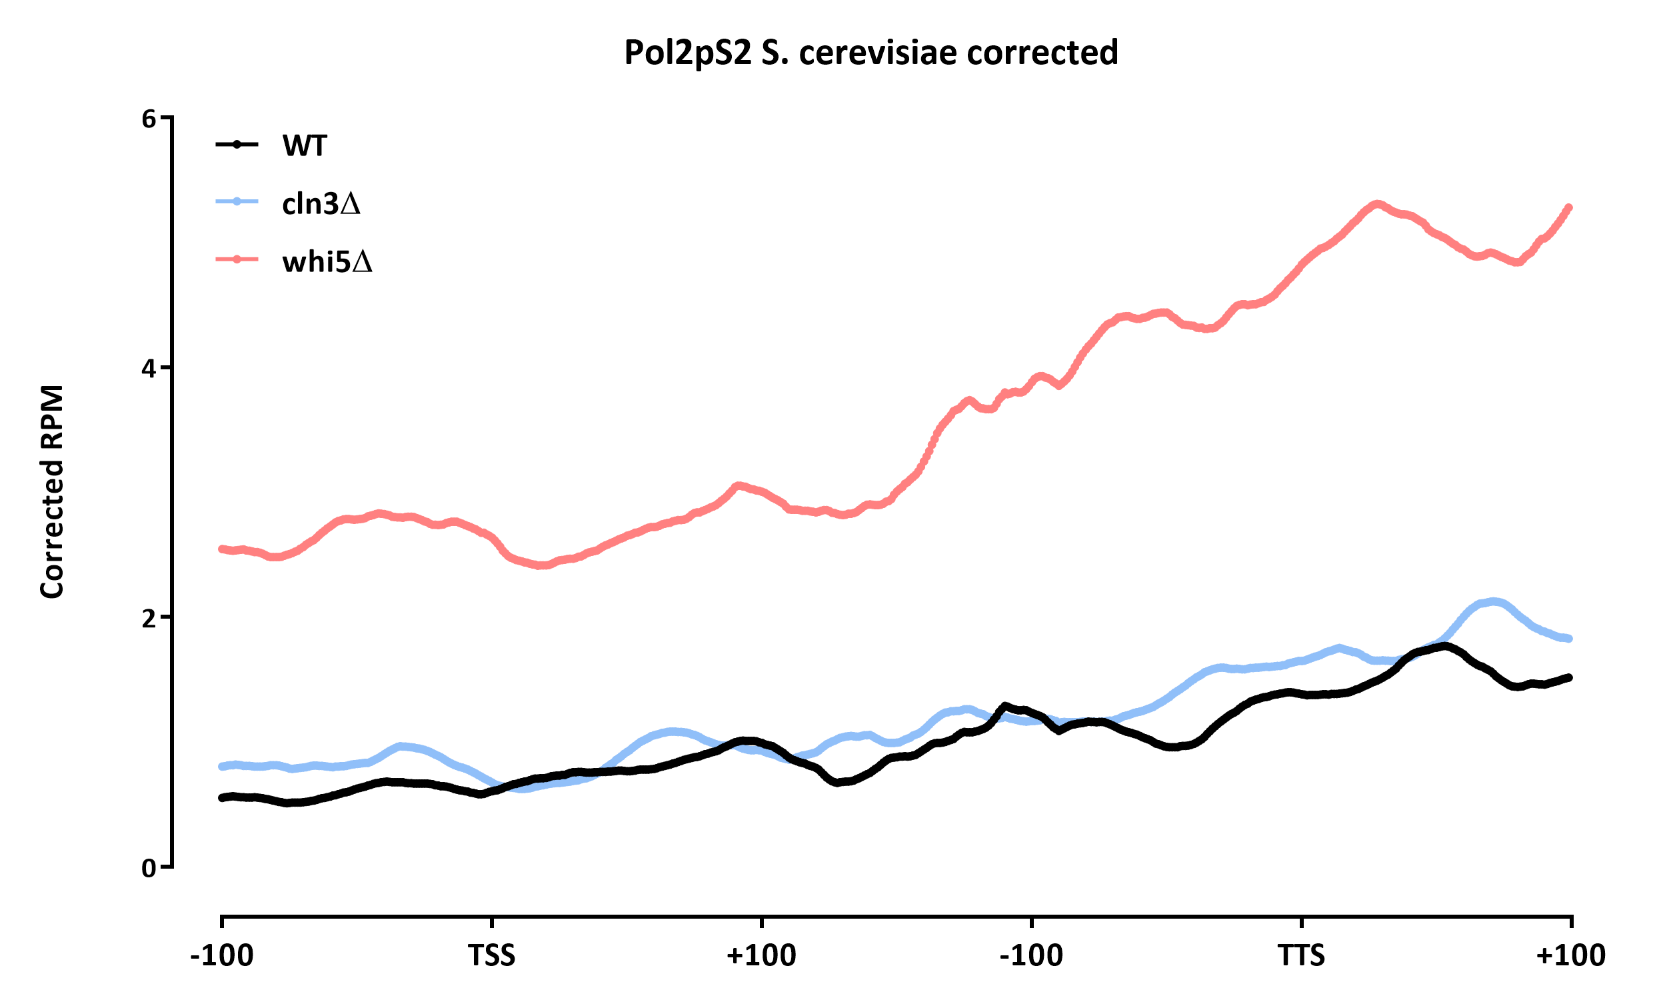 Pol2pS2 S. cerevisiae corrected
6
WT
cln3Δ
whi5Δ
4
Corrected RPM
2
0
-100 TSS +100 -100 TTS +100